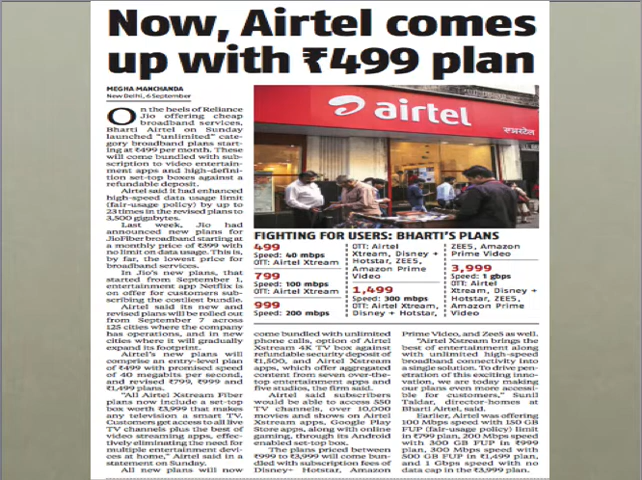 Now, Airtel comes
up with ₹499 plan
MEGHA MANCHANDA
New Delhi, 6 September
On the heels of Reliance
Jio offering cheap
broadband services,
Bharti Airtel on Sunday
launched "unlimited" cate-
gory broadband plans start-
ing at ₹499 per month. These
will come bundled with sub-
scription to video entertain-
ment apps and high-defini-
tion set-top boxes against a
refundable deposit.
Airtel said it had enhanced
high-speed data usage limit
(fair-usage policy) by up to
23 times in the revised plans to
3,500 gigabytes.
Last week, Jio had
announced new plans for
JioFiber broadband starting at
a monthly price of ₹399 with
no limit on data usage. This is,
by far, the lowest price for
broadband services.
In Jio's new plans, that
started from September 1,
entertainment app Netflix is
on offer for customers sub-
scribing the costliest bundle.
Airtel said its new and
revised plans will be rolled out
from September 7 across
125 cities where the company
has operations, and in new
cities where it will gradually
expand its footprint.
Airtel's new plans will
comprise an entry-level plan
of ₹499 with promised speed
of 40 megabits per second,
and revised ₹799, ₹999 and
₹1,499 plans.
"All Airtel Xstream Fiber
plans now include a set-top
box worth ₹3,999 that makes
any television a smart TV.
Customers get access to all live
TV channels plus the best of
video streaming apps, effec-
tively eliminating the need for
multiple entertainment devi-
ces at home," Airtel said in a
statement on Sunday.
All new plans will now
airtel
एयरटेल
FIGHTING FOR USERS: BHARTI'S PLANS
499
Speed: 40 mbps
OTT: Airtel Xtream
799
Speed: 100 mbps
OTT: Airtel Xtream
999
Speed: 200 mbps
OTT: Airtel
Xtream, Disney +
Hotstar, ZEE5,
Amazon Prime
Video
1,499
Speed: 300 mbps
OTT: Airtel Xtream,
Disney + Hotstar,
ZEE5, Amazon
Prime Video
3,999
Speed: 1 gbps
OTT: Airtel
Xtream, Disney +
Hotstar, ZEE5,
Amazon Prime
Video
come bundled with unlimited
phone calls, option of Airtel
Xstream 4K TV box against
refundable security deposit of
₹1,500, and Airtel Xstream
apps, which offer aggregated
content from seven over-the-
top entertainment apps and
five studios, the firm said.
Airtel said subscribers
would be able to access 550
TV channels, over 10,000
movies and shows on Airtel
Xstream apps, Google Play
Store apps, along with online
gaming, through its Android
enabled set-top box.
The plans priced between
₹999 to ₹3,999 will come bun-
dled with subscription fees of
Disney+ Hotstar, Amazon
Prime Video, and Zee5 as well.
"Airtel Xstream brings the
best of entertainment along
with unlimited high-speed
broadband connectivity into
a single solution. To drive pen-
etration of this exciting inno-
vation, we are today making
our plans even more accessi-
ble for customers," Sunil
Taldar, director-homes at
Bharti Airtel, said.
Earlier, Airtel was offering
100 Mbps speed with 150 GB
FUP (fair-usage policy) limit
in ₹799 plan, 200 Mbps speed
with 300 GB FUP in ₹999
plan, 300 Mbps speed with
500 GB FUP in ₹1,499 plan,
and 1 Gbps speed with no
data cap in the ₹3,999 plan.